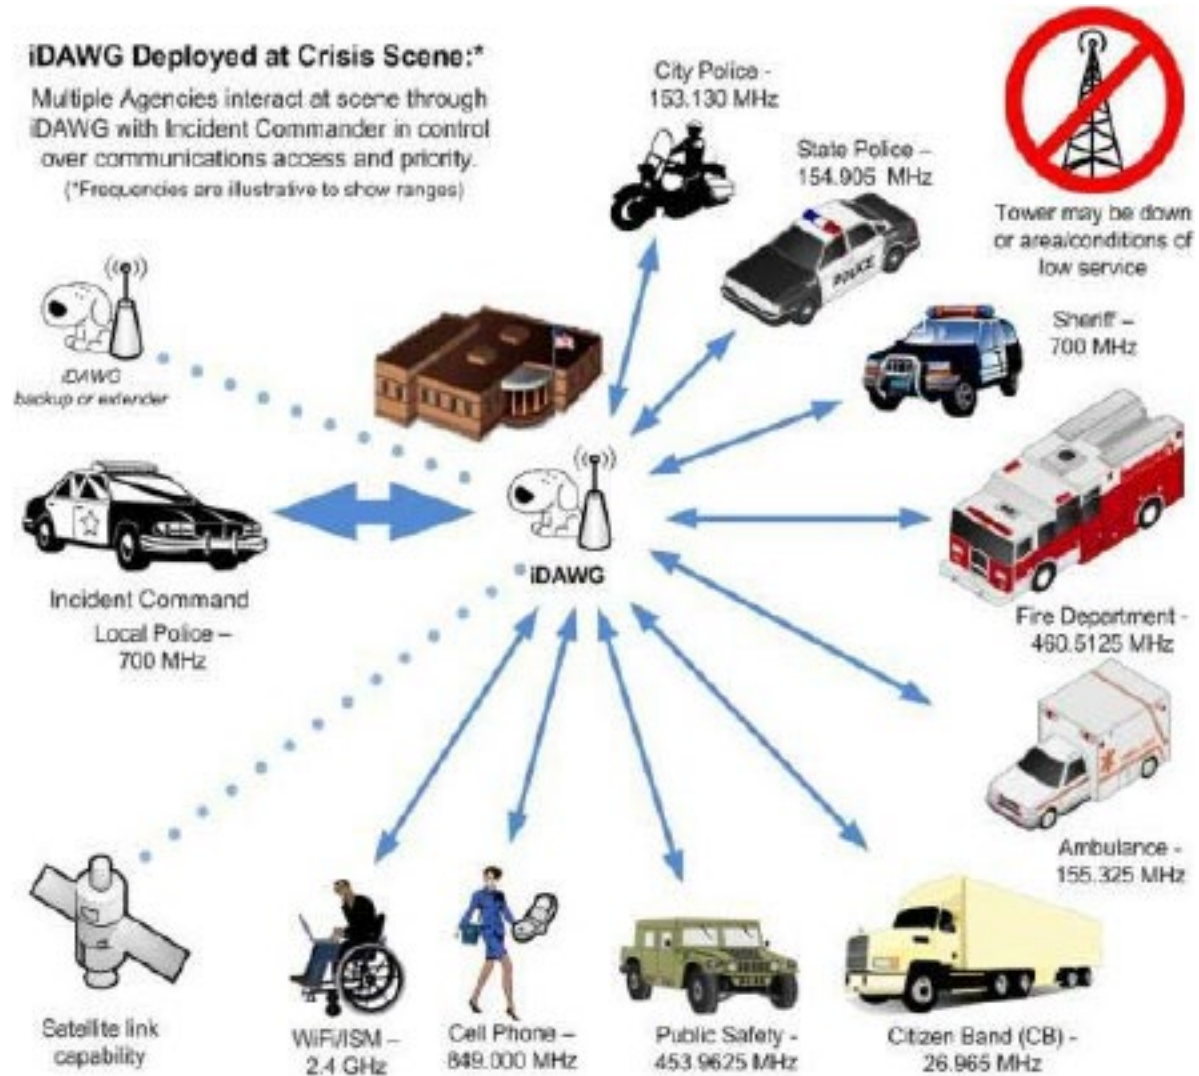 iDAWG Deployed at Crisis Scene:*
Multiple Agencies interact at scene through
iDAWG with Incident Commander in control
over communications access and priority.
(*Frequencies are illustrative to show ranges)
City Police -
153.130 MHz
State Police –
154.905 MHz
POLICE
Tower may be down
or area/conditions of
low service
Sheriff –
700 MHz
iDAWG
backup or extender
iDAWG
Incident Command
Local Police –
700 MHz
Fire Department -
460.5125 MHz
Ambulance -
155.325 MHz
Satellite link
capability
WiFi/ISM –
2.4 GHz
Cell Phone –
849.000 MHz
Public Safety -
453.9625 MHz
Citizen Band (CB) -
26.965 MHz